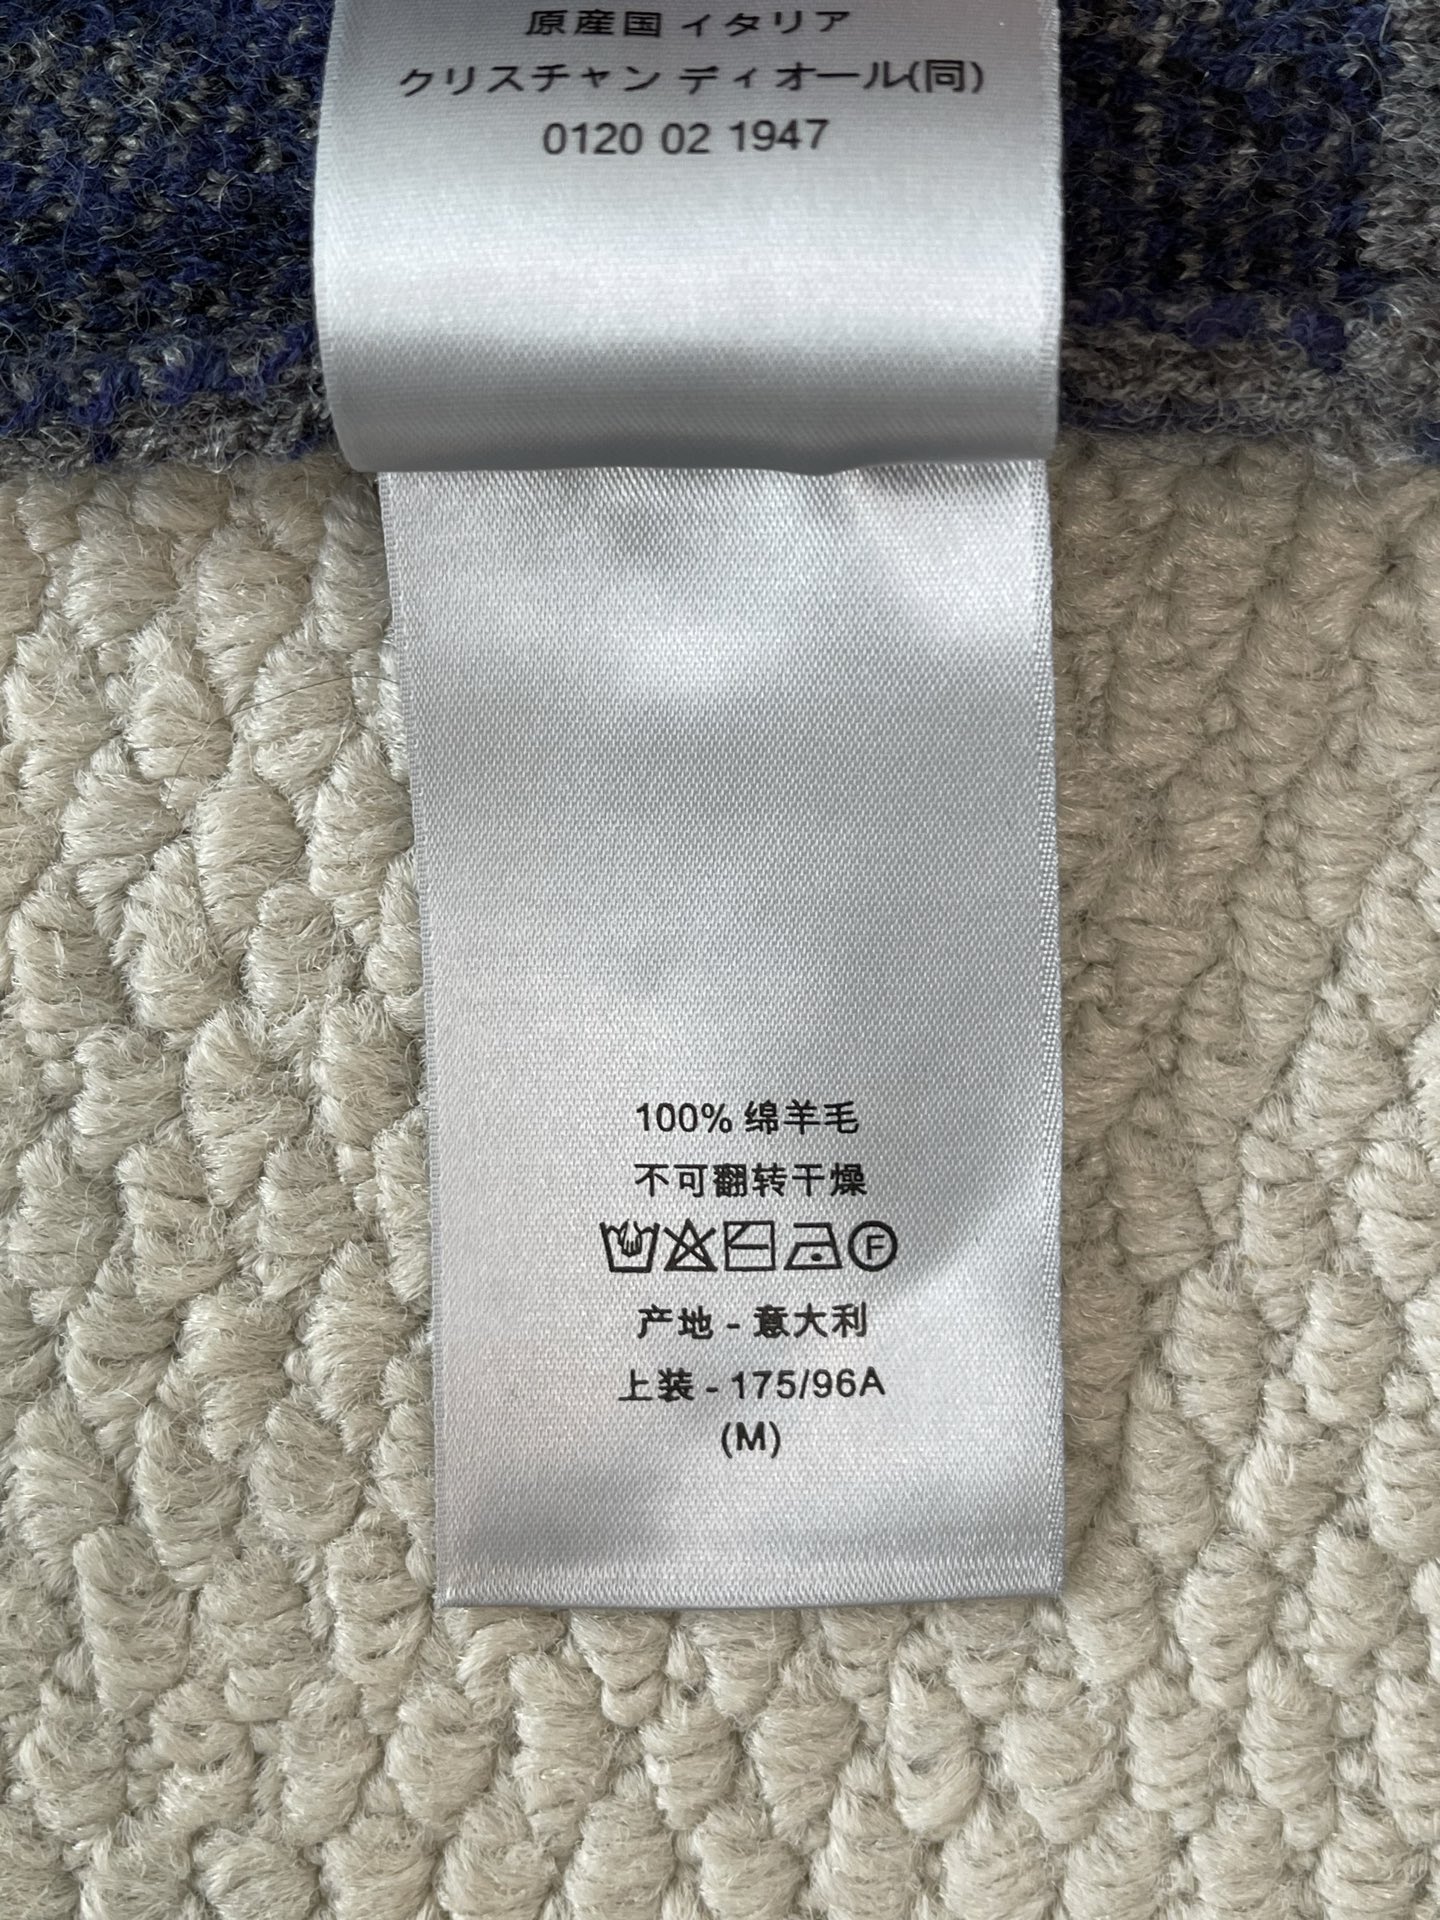 原産国 イタリア
クリスチャン ディオール(同)
0120 02 1947
100% 绵羊毛
不可翻转干燥
F
产地 - 意大利
上装 - 175/96A
(M)